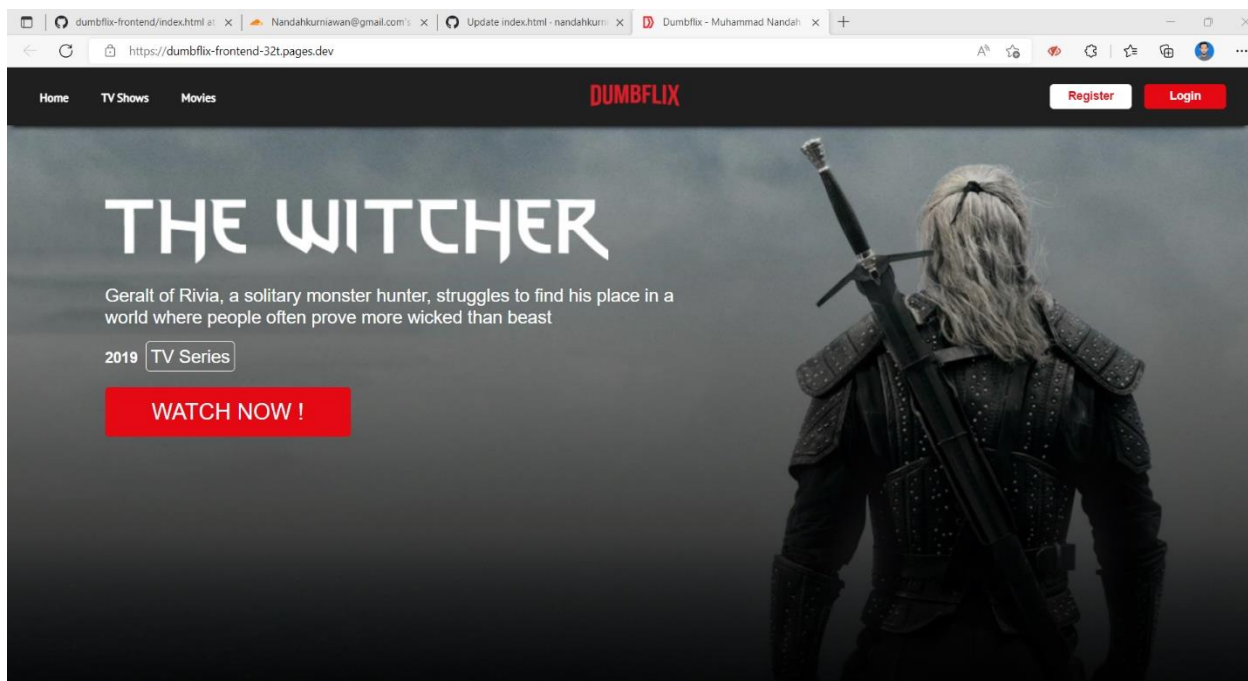 dumbflix-frontend/index.html at
Nandahkurniawan@gmail.com's
Update index.html · nandahkurni
Dumbflix - Muhammad Nandah
https://dumbflix-frontend-32t.pages.dev
Home TV Shows Movies DUMBFLIX Register Login
THE WITCHER
Geralt of Rivia, a solitary monster hunter, struggles to find his place in a
world where people often prove more wicked than beast
2019 TV Series
WATCH NOW !